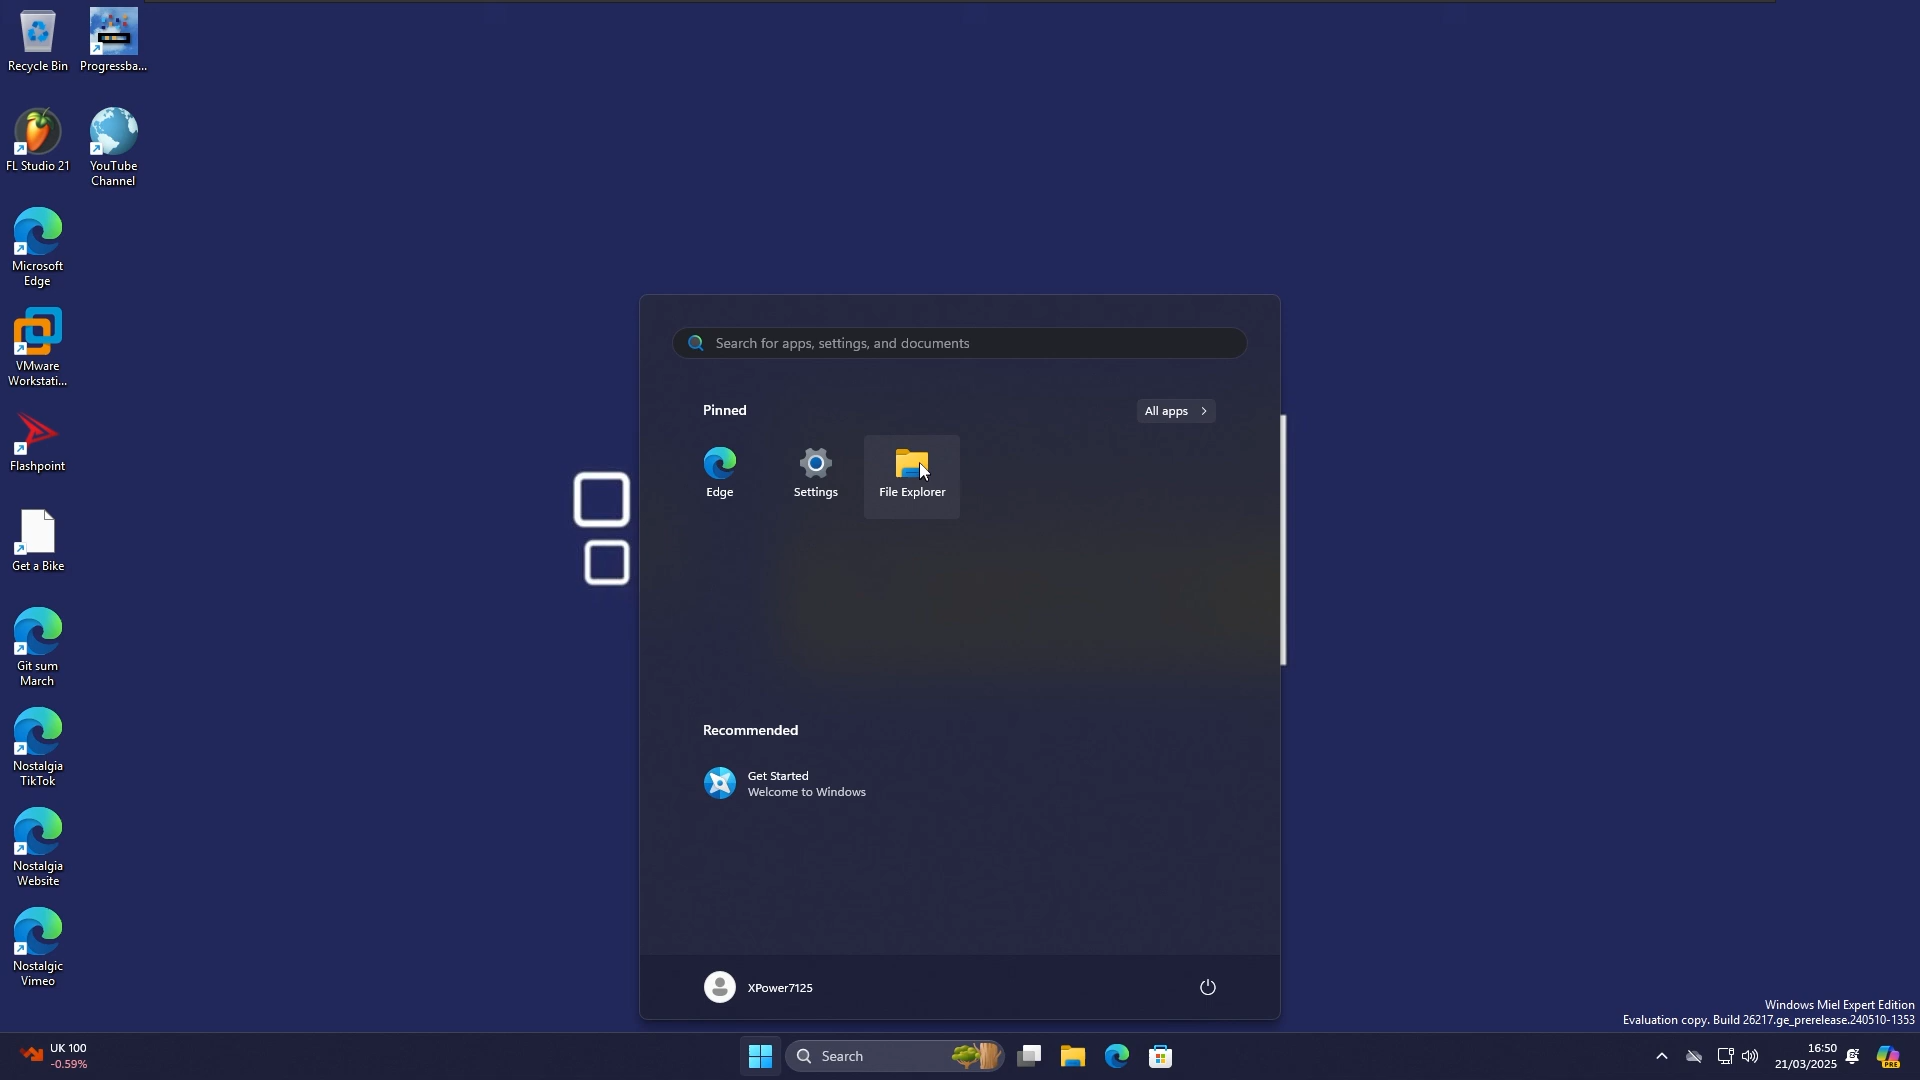 Recycle Bin
Progressba...
FL Studio 21
YouTube
Channel
Microsoft
Edge
VMware
Workstati...
Flashpoint
Get a Bike
Git sum
March
Nostalgia
TikTok
Nostalgia
Website
Nostalgic
Vimeo
Search for apps, settings, and documents
Pinned
All apps
Edge
Settings
File Explorer
Recommended
Get Started
Welcome to Windows
XPower7125
Windows Miel Expert Edition
Evaluation copy. Build 26217.ge_prerelease.240510-1353
UK 100
-0.59%
Search
16:50
21/03/2025
PRE